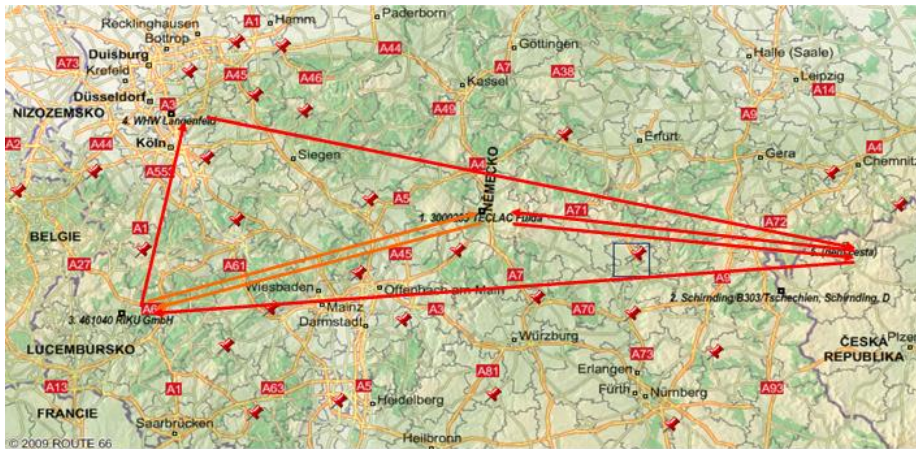 Recklinghausen
A1
Hamm
Paderborn
Bottrop
A44
Göttingen
Halle (Saale)
Duisburg
A73
A45
A46
A7
A38
Leipzig
Krefeld
Kassel
A14
Düsseldorf
A49
NIZOZEMSKO
A3
A9
4. WHW Langenfeld
A2
A44
Köln
Erfurt
Siegen
A4
Gera
A4
Chemnitz
A553
NĚMECKO
A5
A71
A72
1. 3000255 TECLAC Fulda
BELGIE
A1
A27
A61
A45
A7
A9
Wiesbaden
Offenbach am Main
2. Schirnding B303/Tschechien, Schirnding, D
Mainz
A3
A70
3. 461040 RIKU GmbH
Darmstadt
LUCEMBURSKO
Würzburg
ČESKÁ
REPUBLIKA
Plzeň
A73
Erlangen
A13
A1
A63
A5
A81
A93
Fürth
Nürnberg
Heidelberg
FRANCIE
Saarbrücken
Heilbronn
© 2009 ROUTE 66